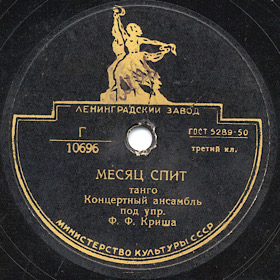 ЛЕНИНГРАДСКИЙ ЗАВОД
Г
10696
ГОСТ 5289-50
третий кл.
МЕСЯЦ СПИТ
танго
Концертный ансамбль
под упр.
Ф. Ф. Криша
МИНИСТЕРСТВО КУЛЬТУРЫ СССР